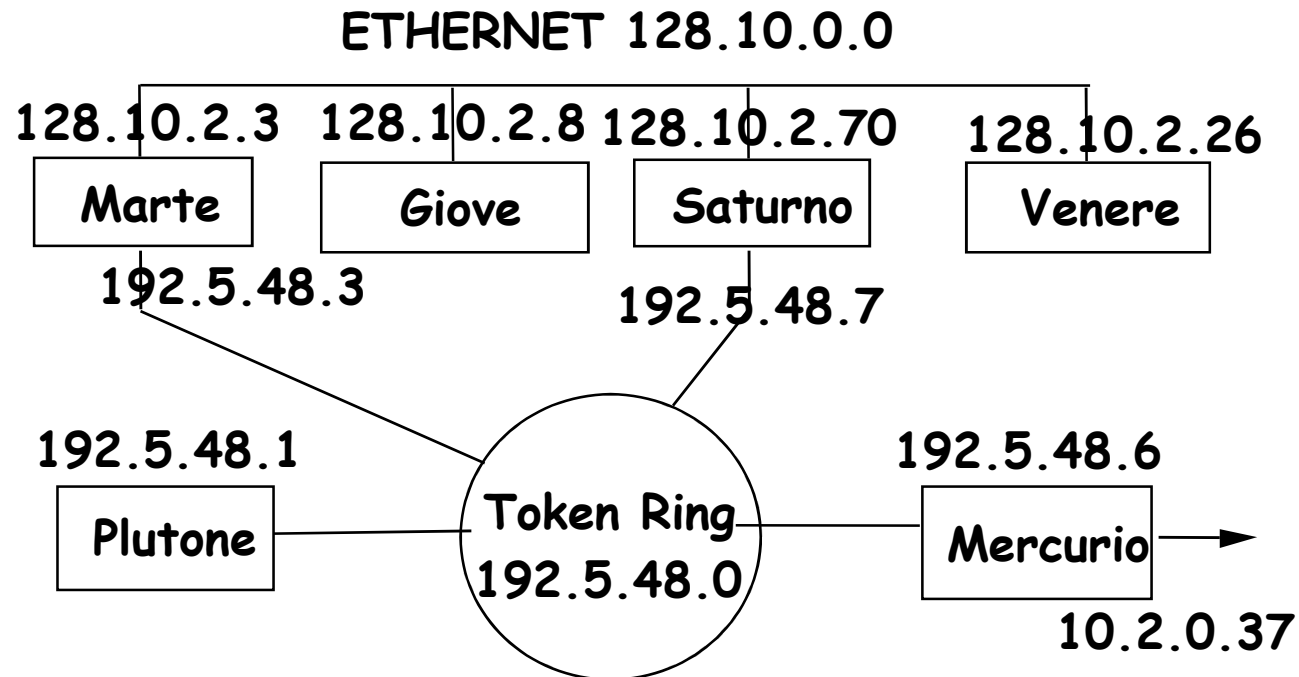 ETHERNET 128.10.0.0
128.10.2.3 128.10.2.8 128.10.2.70 128.10.2.26
Marte Giove Saturno Venere
192.5.48.3 192.5.48.7
192.5.48.1 192.5.48.6
Token Ring
Plutone Mercurio
192.5.48.0
10.2.0.37